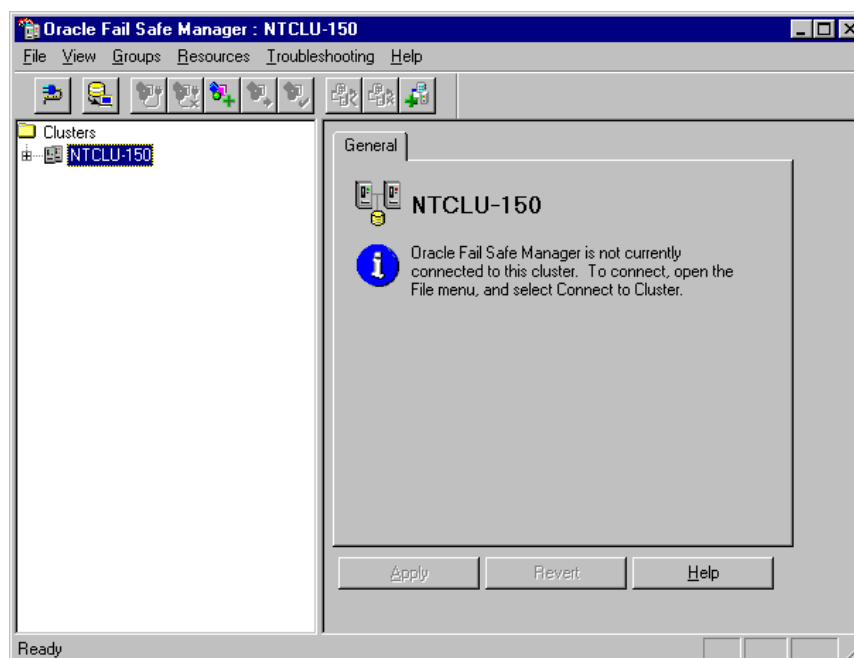 Oracle Fail Safe Manager : NTCLU-150
File View Groups Resources Troubleshooting Help
Clusters
NTCLU-150
General
NTCLU-150
Oracle Fail Safe Manager is not currently
connected to this cluster. To connect, open the
File menu, and select Connect to Cluster.
Apply Revert Help
Ready